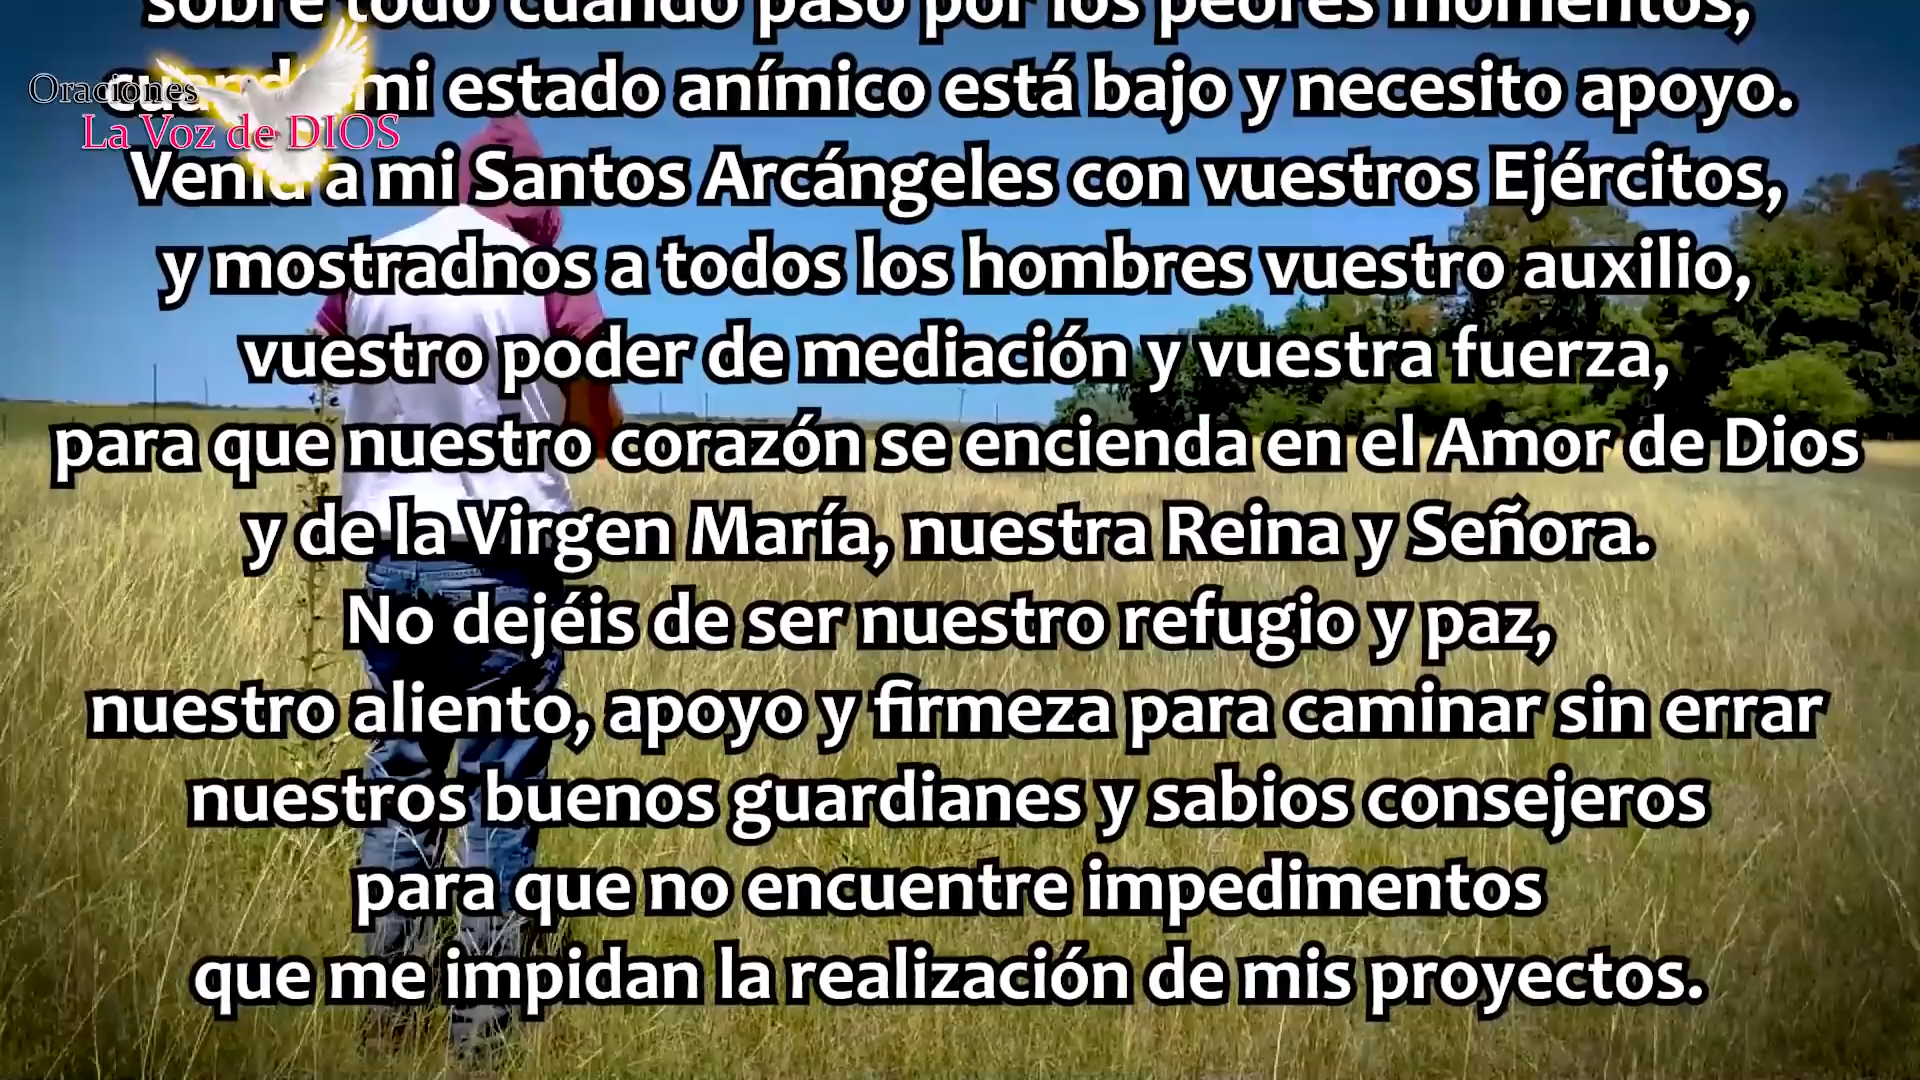 sobre todo cuando paso por los peores momentos,
cuando mi estado anímico está bajo y necesito apoyo.
Oraciones
La Voz de DIOS
Venid a mi Santos Arcángeles con vuestros Ejércitos,
y mostradnos a todos los hombres vuestro auxilio,
vuestro poder de mediación y vuestra fuerza,
para que nuestro corazón se encienda en el Amor de Dios
y de la Virgen María, nuestra Reina y Señora.
No dejéis de ser nuestro refugio y paz,
nuestro aliento, apoyo y firmeza para caminar sin errar
nuestros buenos guardianes y sabios consejeros
para que no encuentre impedimentos
que me impidan la realización de mis proyectos.